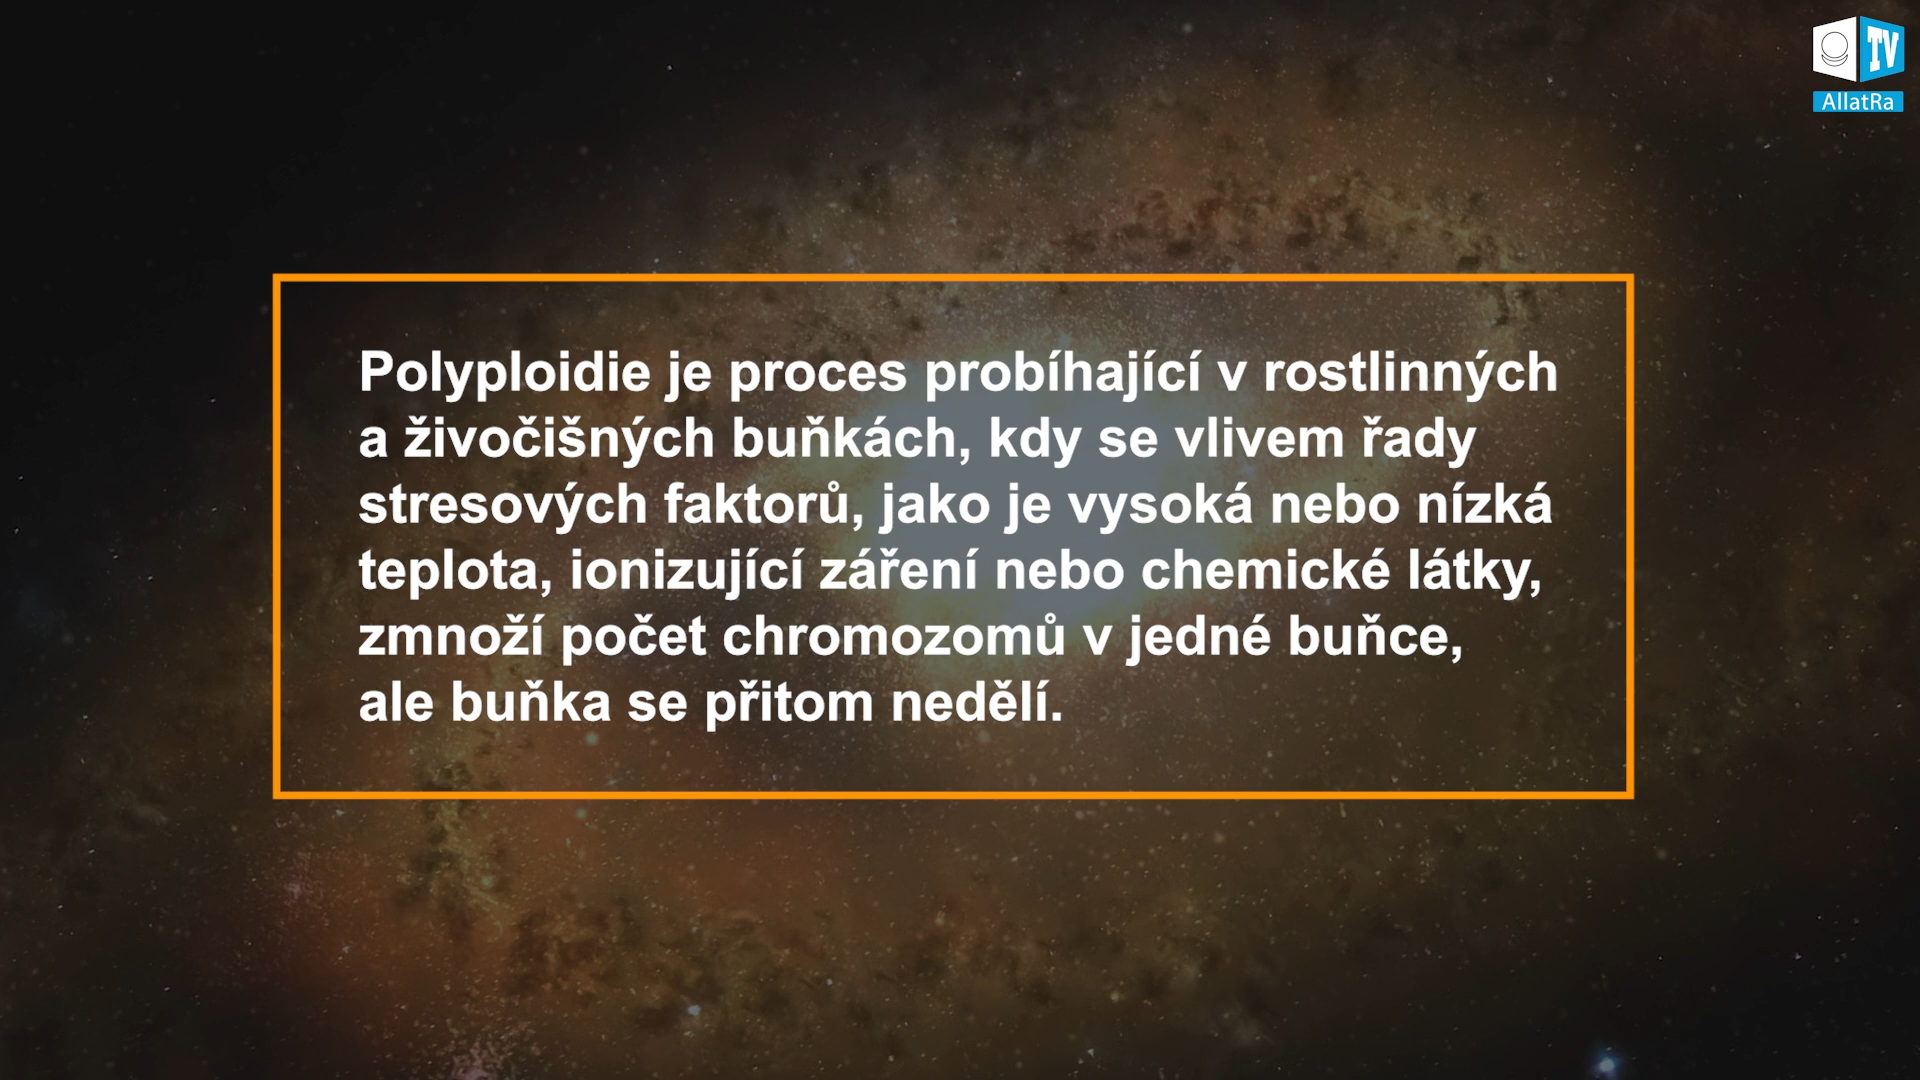 TV
AllatRa
Polyploidie je proces probíhající v rostlinných
a živočišných buňkách, kdy se vlivem řady
stresových faktorů, jako je vysoká nebo nízká
teplota, ionizující záření nebo chemické látky,
zmnoží počet chromozomů v jedné buňce,
ale buňka se přitom nedělí.